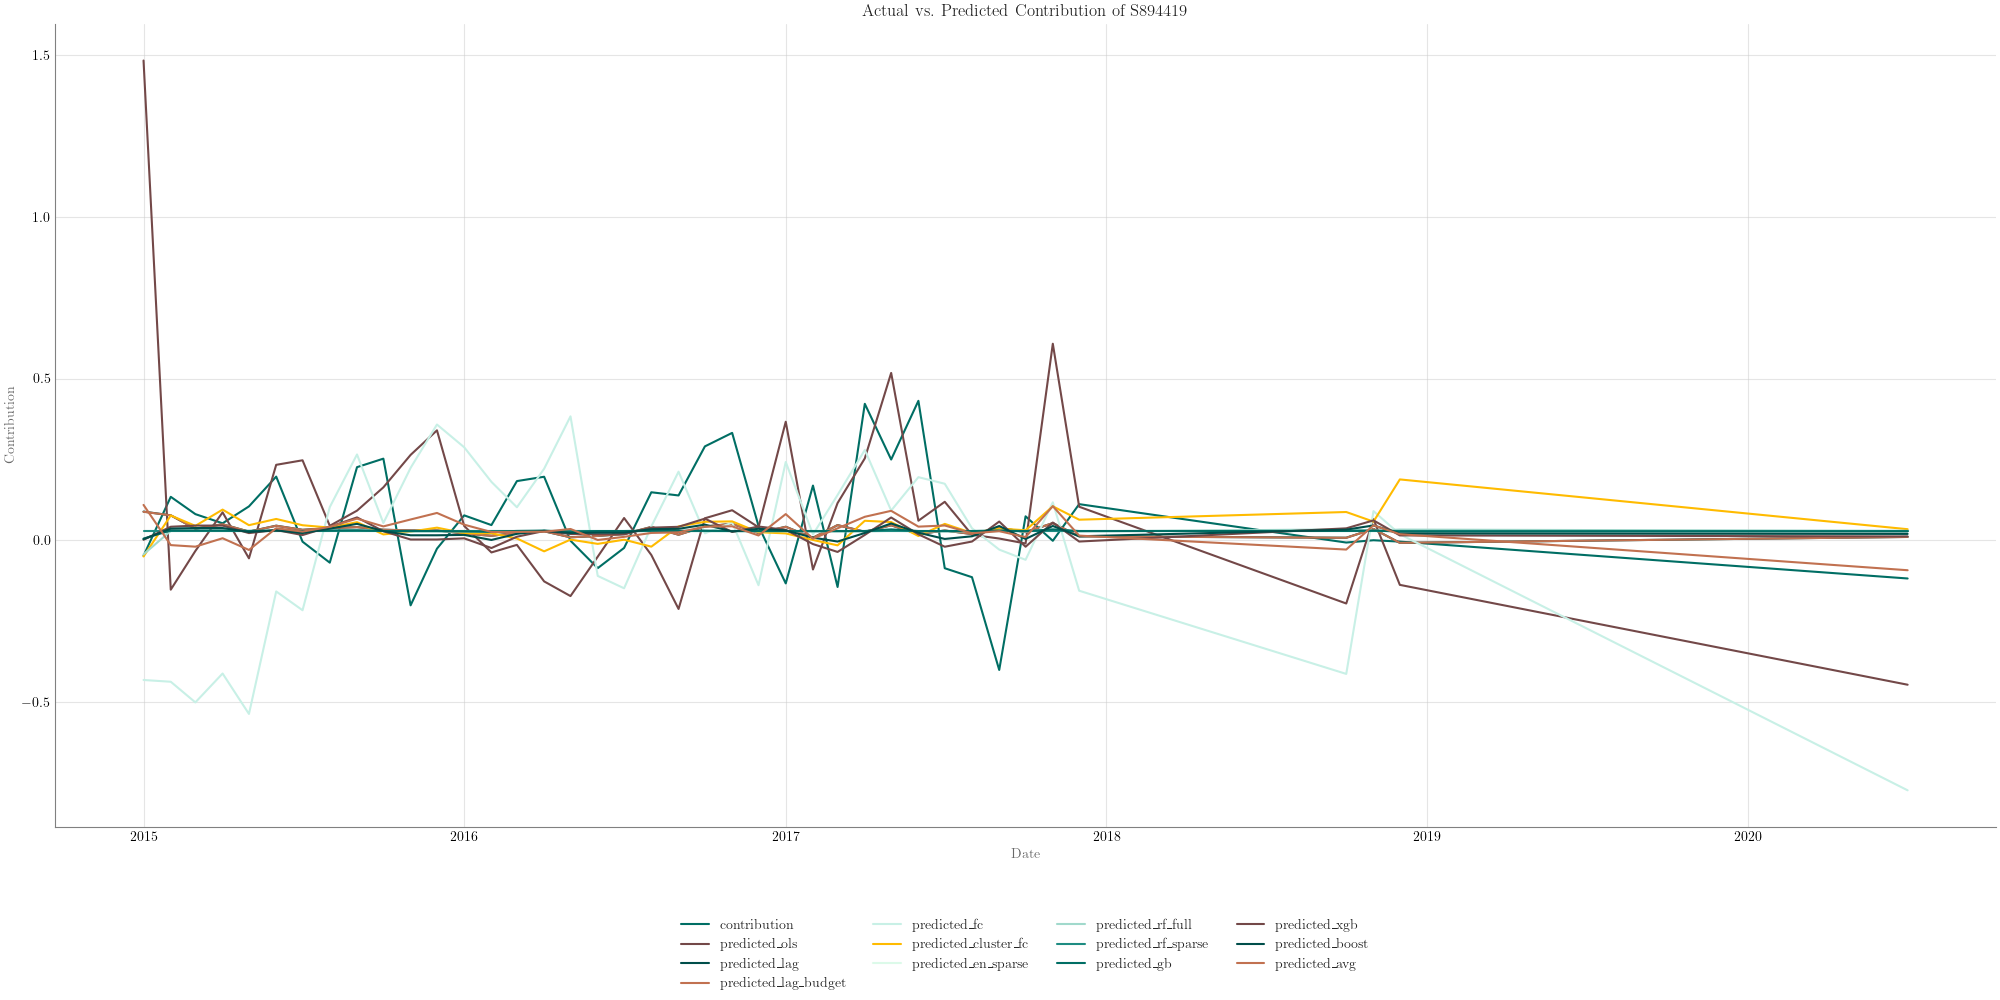 Actual vs. Predicted Contribution of S894419
1.5
1.0
0.5
0.0
−0.5
Contribution
2015 2016 2017 2018 2019 2020
Date
contribution predicted_fc predicted_rf_full predicted_xgb
predicted_ols predicted_cluster_fc predicted_rf_sparse predicted_boost
predicted_lag predicted_en_sparse predicted_gb predicted_avg
predicted_lag_budget